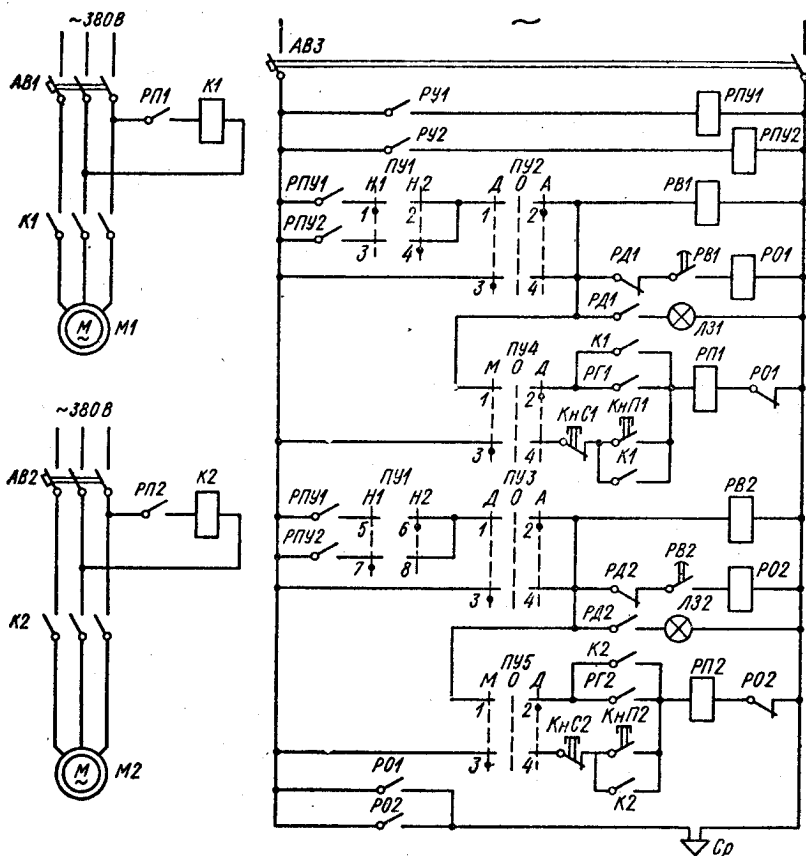 ~380В
АВ1
РП1
К1
К1
М
~
М1
~380В
АВ2
РП2
К2
К2
М
~
М2
~
АВ3
РУ1
РПУ1
РУ2
РПУ2
ПУ1
ПУ2
РПУ1
Н1
Н2
Д
О
А
РВ1
1
2
1
2
РПУ2
3
4
РД1
РВ1
РО1
3
4
РД1
ЛЗ1
ПУ4
К1
М
О
Д
РГ1
РП1
РО1
1
2
КнС1
КнП1
3
4
К1
ПУ1
ПУ3
РПУ1
Н1
Н2
Д
О
А
РВ2
5
6
1
2
РПУ2
7
8
РД2
РВ2
РО2
3
4
РД2
ЛЗ2
ПУ5
К2
М
О
Д
РГ2
РП2
РО2
1
2
КнС2
КнП2
3
4
К2
РО1
РО2
Ср